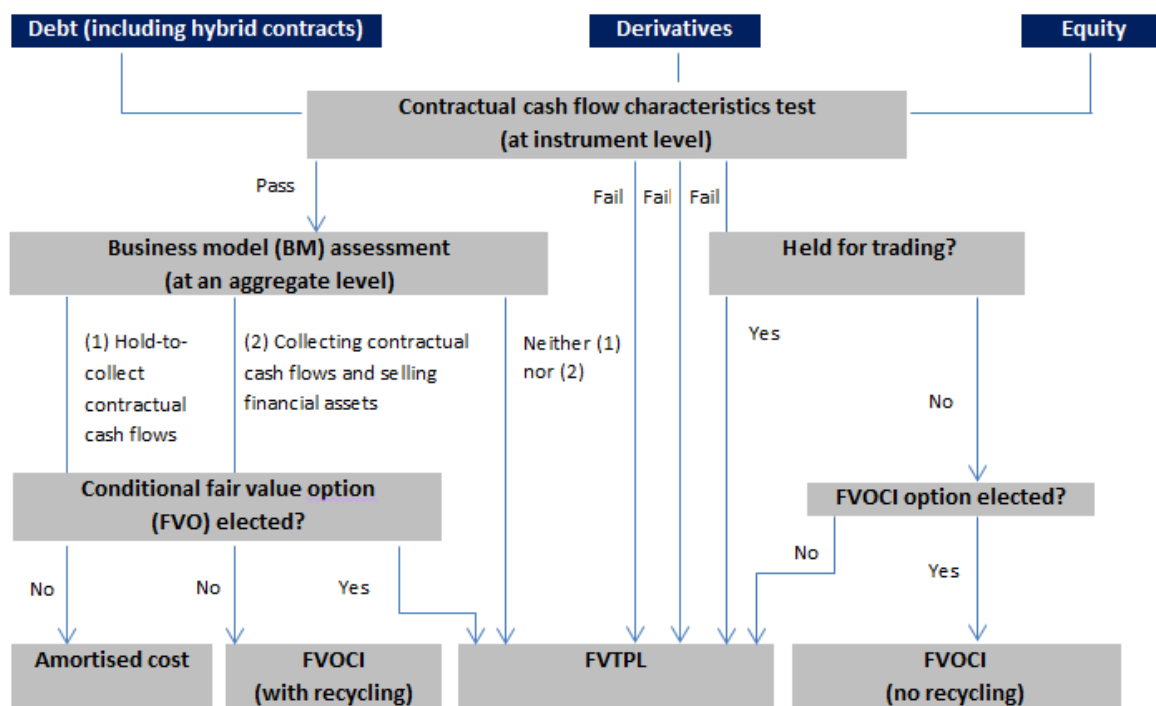 Debt (including hybrid contracts)
Derivatives
Equity
Contractual cash flow characteristics test
(at instrument level)
Pass
Fail
Fail
Fail
Business model (BM) assessment
(at an aggregate level)
Held for trading?
(1) Hold-to-
collect
contractual
cash flows
(2) Collecting contractual
cash flows and selling
financial assets
Neither (1)
nor (2)
Yes
No
Conditional fair value option
(FVO) elected?
FVOCI option elected?
No
No
Yes
No
Yes
Amortised cost
FVOCI
(with recycling)
FVTPL
FVOCI
(no recycling)